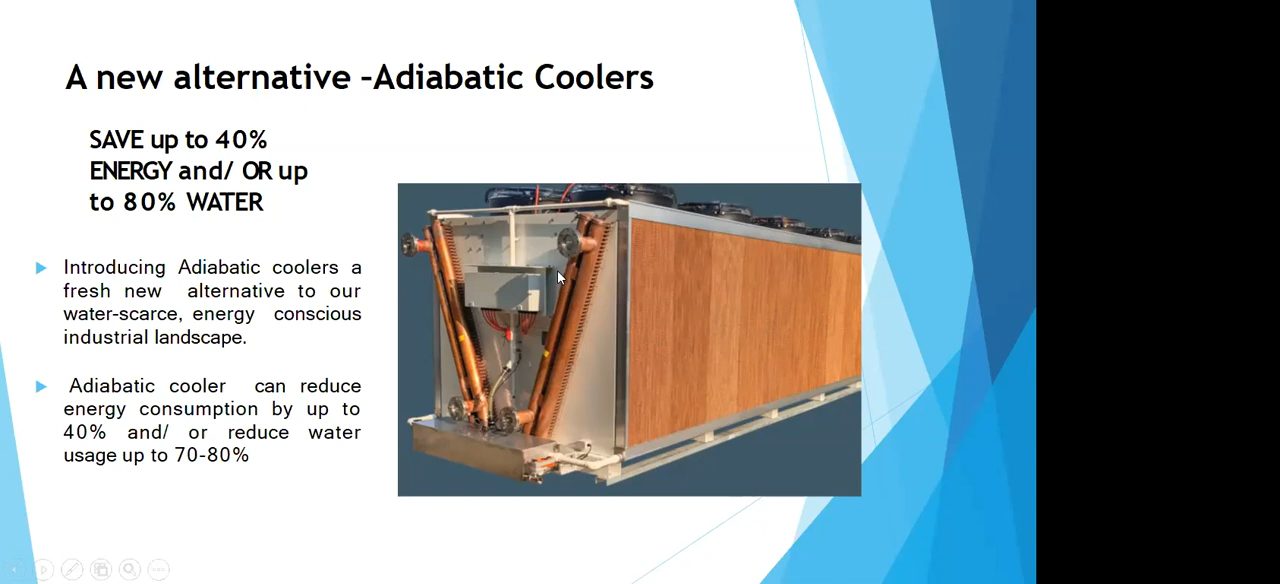 A new alternative –Adiabatic Coolers
SAVE up to 40%
ENERGY and/ OR up
to 80% WATER
Introducing Adiabatic coolers a
fresh new alternative to our
water-scarce, energy conscious
industrial landscape.
Adiabatic cooler can reduce
energy consumption by up to
40% and/ or reduce water
usage up to 70-80%